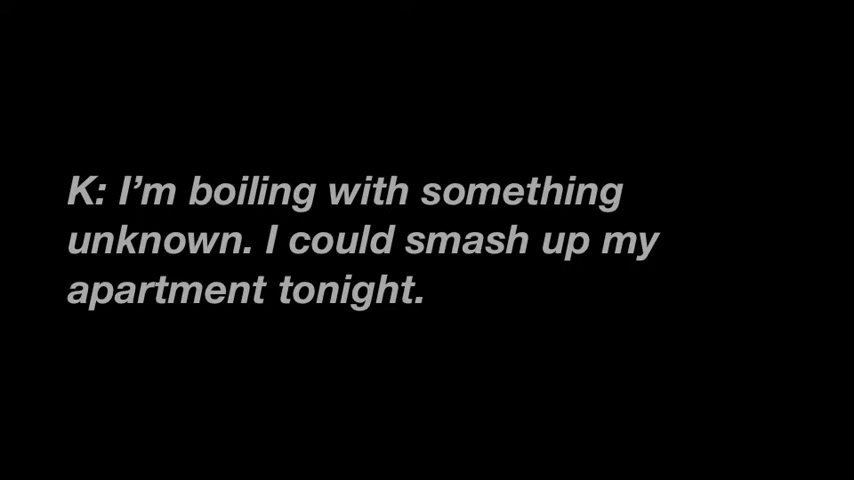 K: I’m boiling with something
unknown. I could smash up my
apartment tonight.